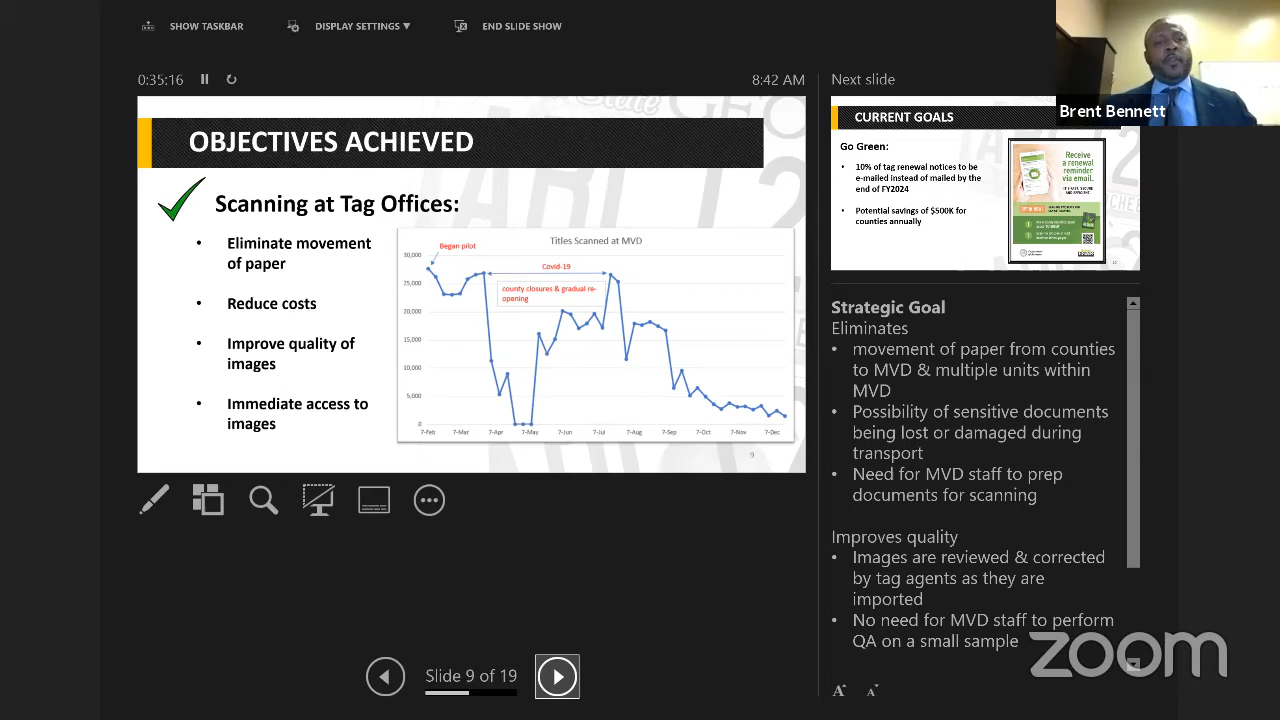 SHOW TASKBAR
DISPLAY SETTINGS ▼
END SLIDE SHOW
0:35:16
8:42 AM
OBJECTIVES ACHIEVED
Scanning at Tag Offices:
• Eliminate movement
of paper
• Reduce costs
• Improve quality of
images
• Immediate access to
images
Titles Scanned at MVD
Began pilot
Covid-19
county closures & gradual re-
opening
30,000
25,000
20,000
15,000
10,000
5,000
0
7-Feb 7-Mar 7-Apr 7-May 7-Jun 7-Jul 7-Aug 7-Sep 7-Oct 7-Nov 7-Dec
9
Slide 9 of 19
Next slide
Brent Bennett
CURRENT GOALS
Go Green:
• 10% of tag renewal notices to be
e-mailed instead of mailed by the
end of FY2024
• Potential savings of $500K for
counties annually
Receive
a renewal
reminder
via email.
Strategic Goal
Eliminates
• movement of paper from counties
to MVD & multiple units within
MVD
• Possibility of sensitive documents
being lost or damaged during
transport
• Need for MVD staff to prep
documents for scanning
Improves quality
• Images are reviewed & corrected
by tag agents as they are
imported
• No need for MVD staff to perform
QA on a small sample
zoom
A A